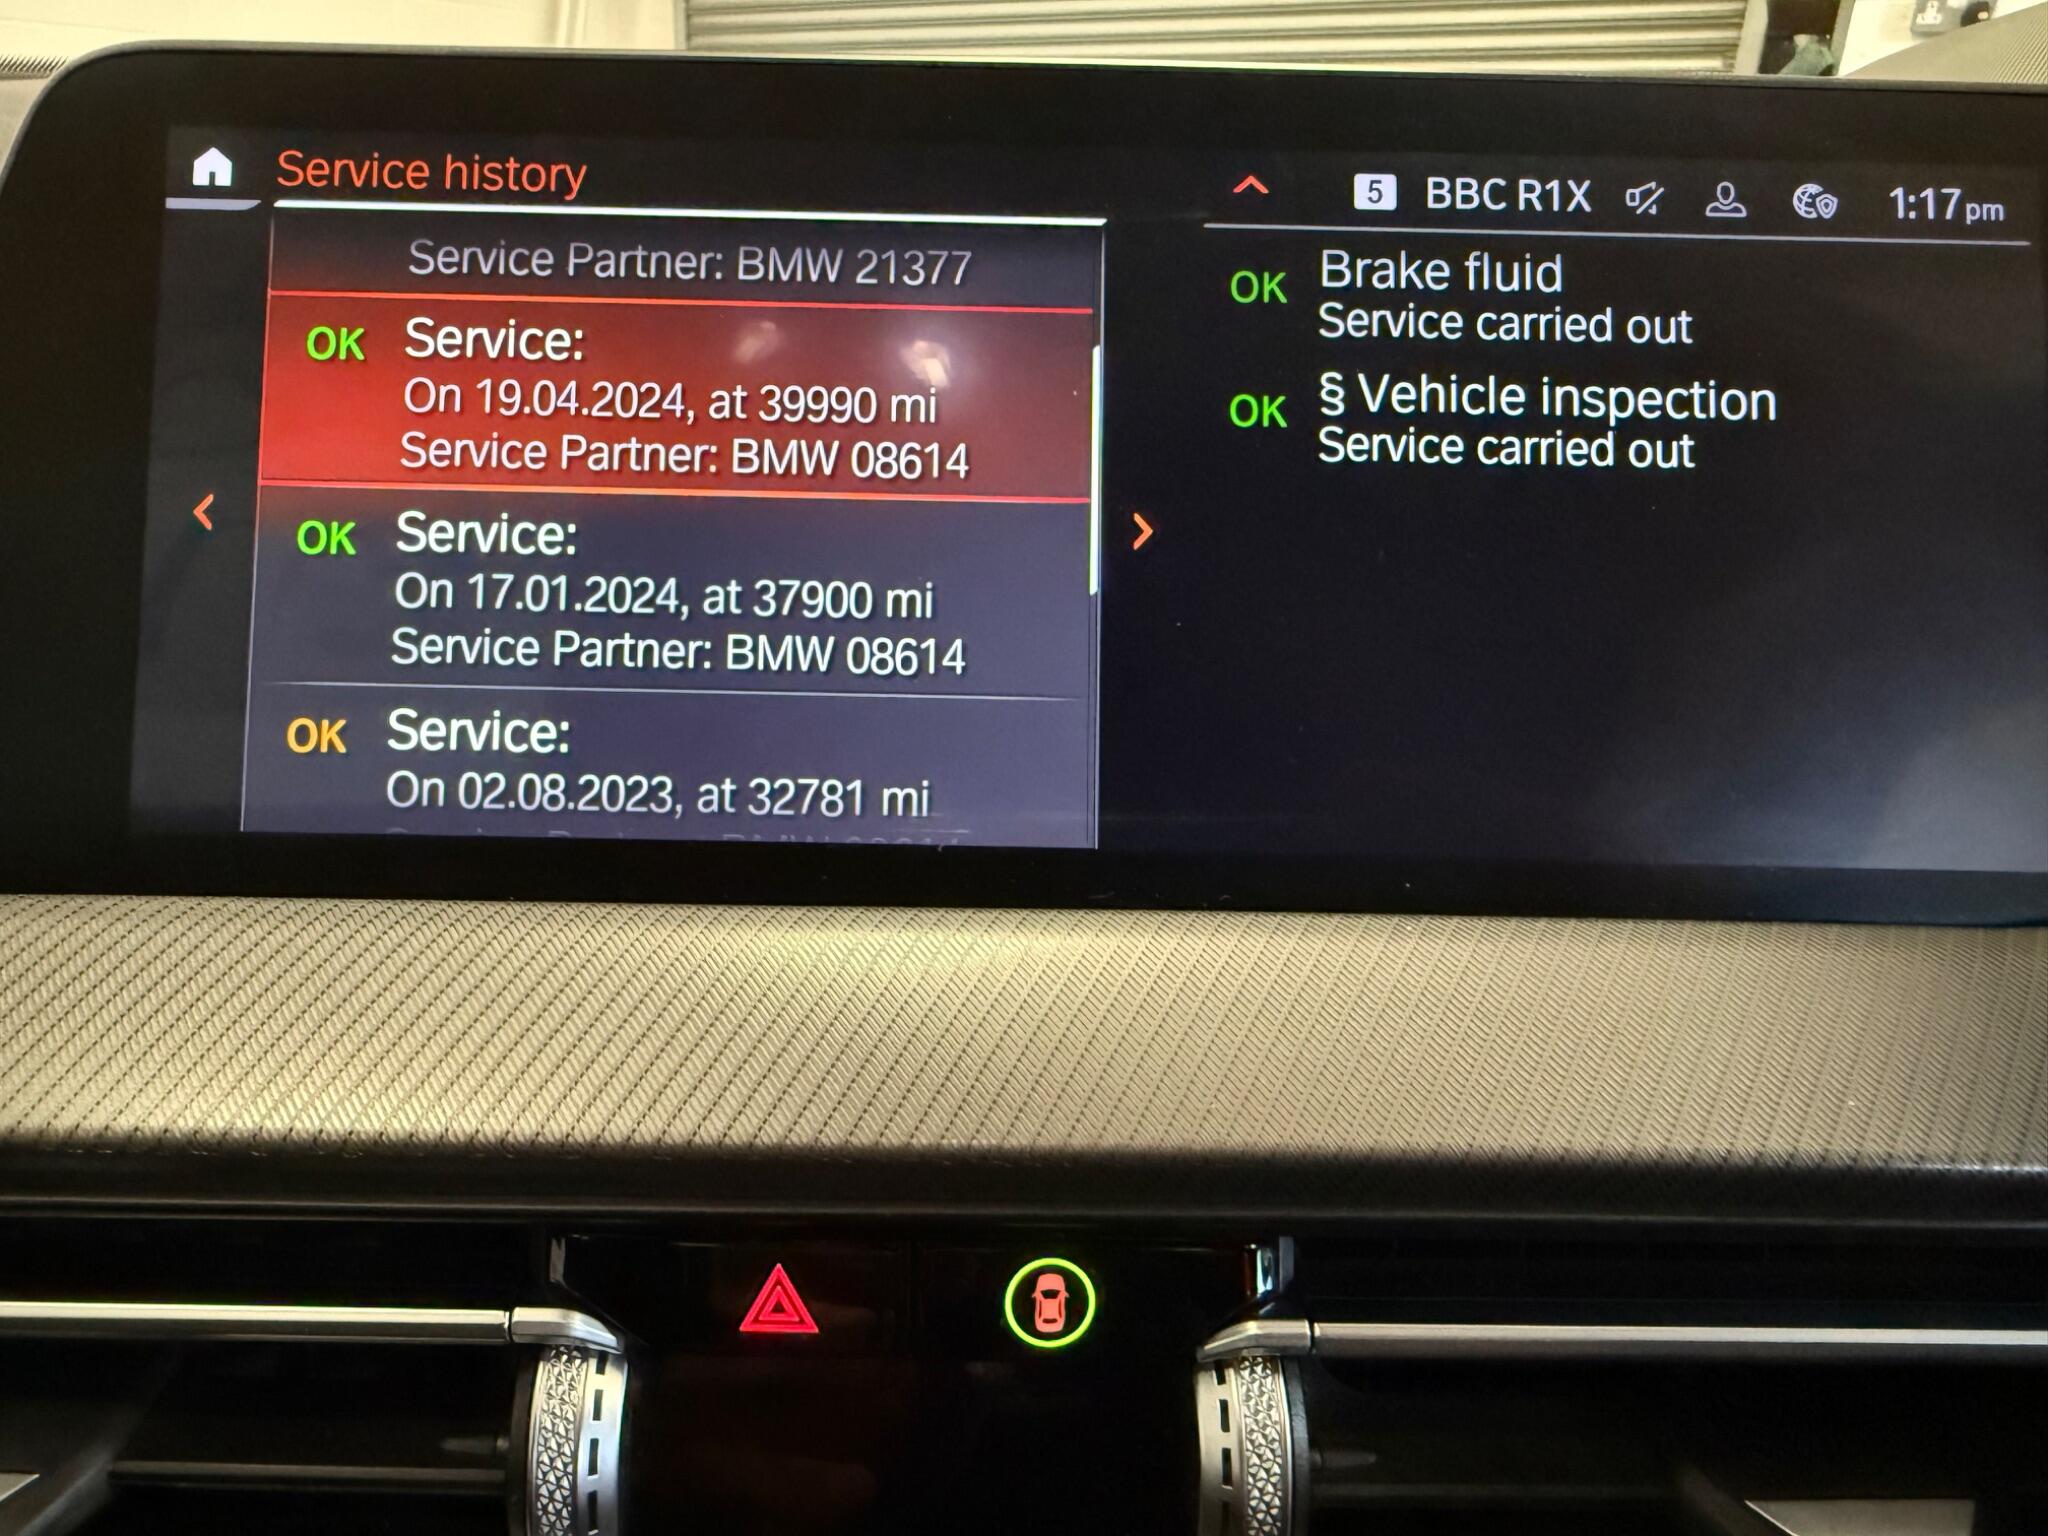 Service history
5 BBC R1X 1:17pm
Service Partner: BMW 21377
OK Service:
On 19.04.2024, at 39990 mi
Service Partner: BMW 08614
OK Service:
On 17.01.2024, at 37900 mi
Service Partner: BMW 08614
OK Service:
On 02.08.2023, at 32781 mi
OK Brake fluid
Service carried out
OK § Vehicle inspection
Service carried out